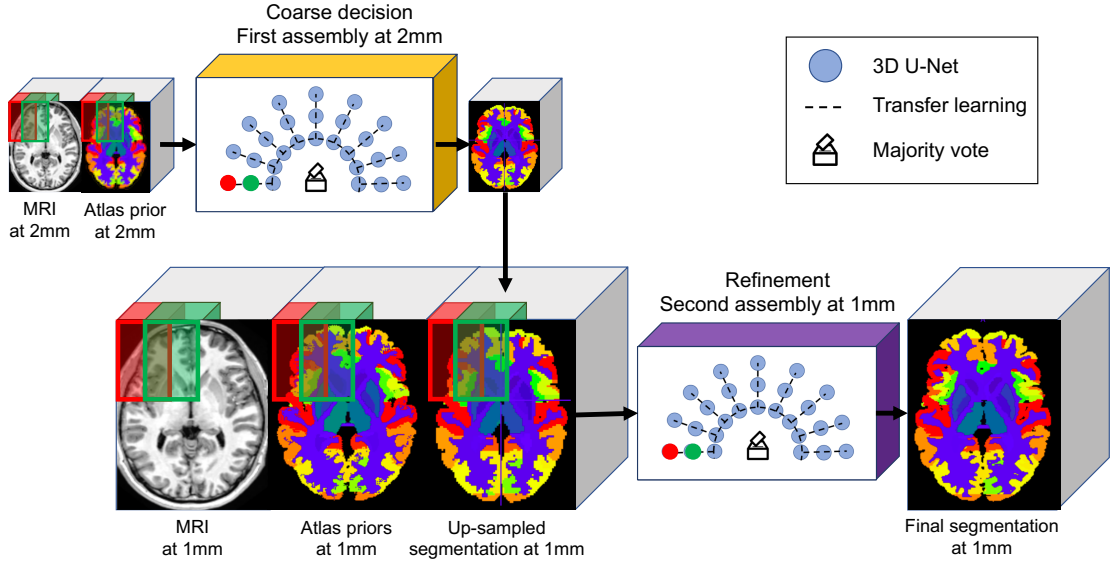 Coarse decision
First assembly at 2mm
3D U-Net
Transfer learning
Majority vote
MRI
at 2mm
Atlas prior
at 2mm
Refinement
Second assembly at 1mm
MRI
at 1mm
Atlas priors
at 1mm
Up-sampled
segmentation at 1mm
Final segmentation
at 1mm